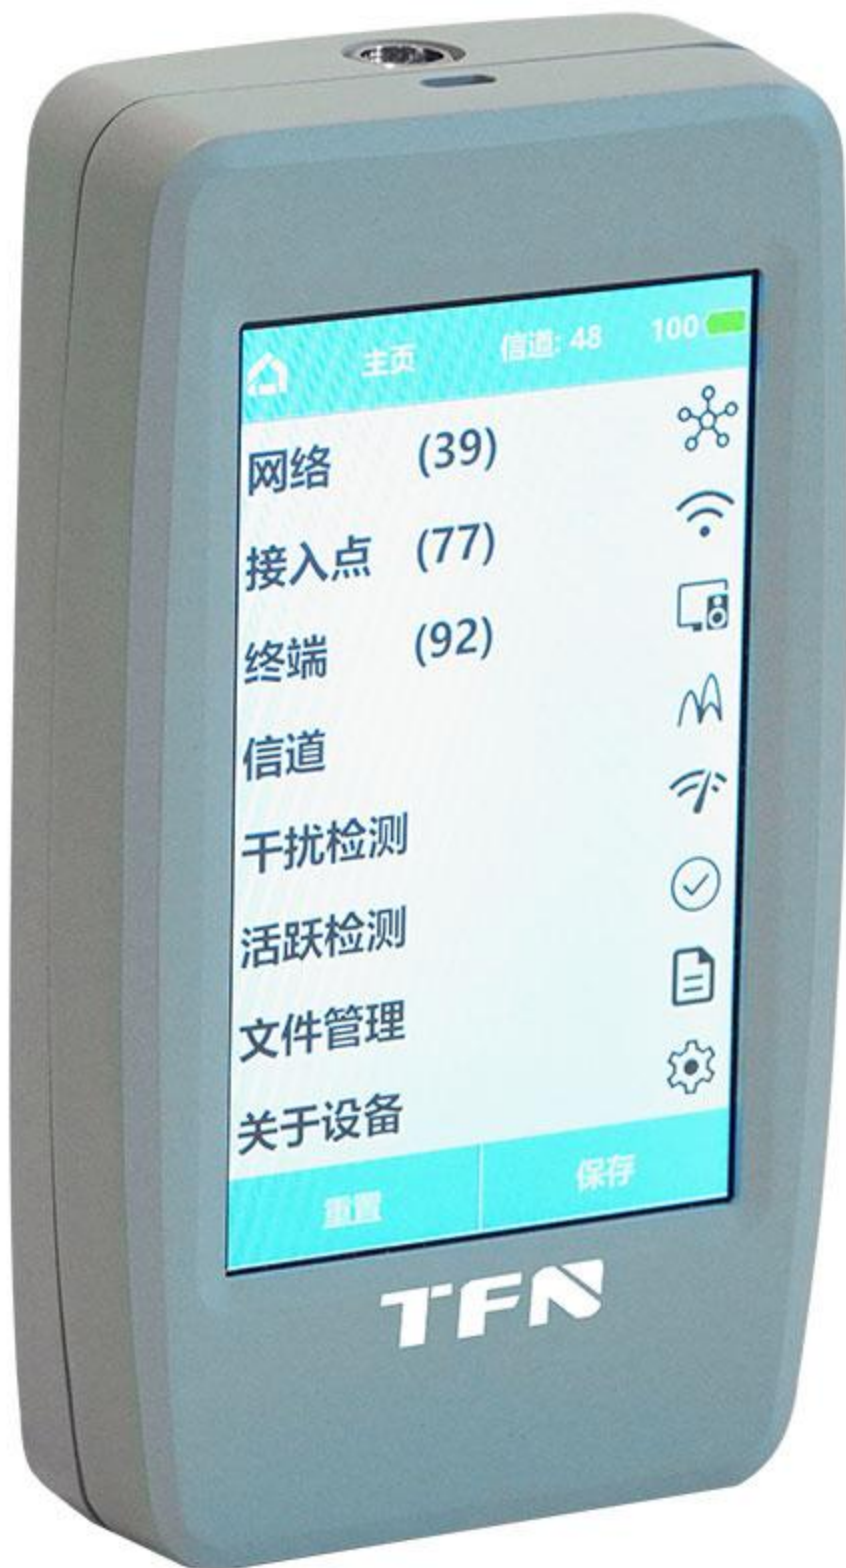 主页 信道: 48 100
网络 (39)
接入点 (77)
终端 (92)
信道
干扰检测
活跃检测
文件管理
关于设备
重置 保存
TFN